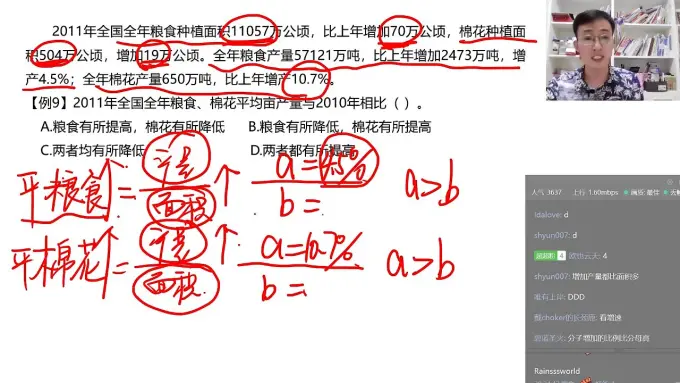 2011年全国全年粮食种植面积11057万公顷，比上年增加70万公顷，棉花种植面
积504万公顷，增加19万公顷。全年粮食产量57121万吨，比上年增加2473万吨，增
产4.5%；全年棉花产量650万吨，比上年增产10.7%。
【例9】2011年全国全年粮食、棉花平均亩产量与2010年相比（ ）。
A.粮食有所提高，棉花有所降低 B.粮食有所降低，棉花有所提高
C.两者均有所降低 D.两者都有所提高
平粮食↑ = 产量/面积↑ a=4.5% b= a>b
平棉花↑ = 产量/面积↑ a=10.7% b= a>b
人气 3637 上行 1.60mbps
idalove: d
shyun007: d
4
shyun007: 增加产量都比面积多
DDD
看增速
分子增加的比例比分母高
Rainsssworld